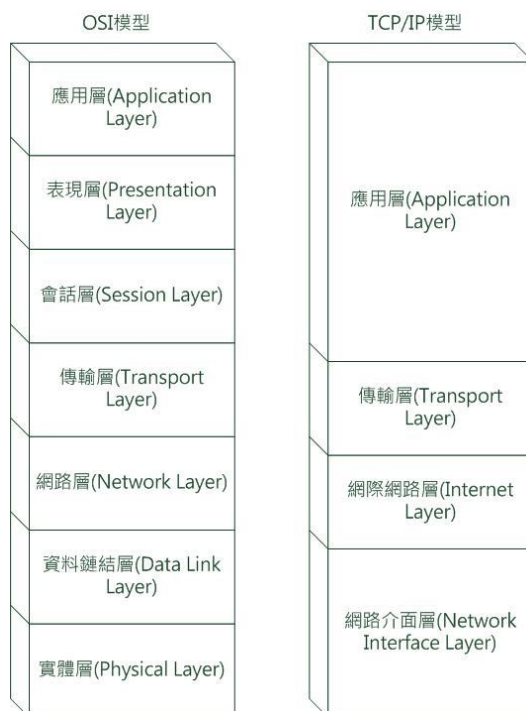 OSI模型
應用層(Application
Layer)
表現層(Presentation
Layer)
會話層(Session Layer)
傳輸層(Transport
Layer)
網路層(Network Layer)
資料鏈結層(Data Link
Layer)
實體層(Physical Layer)
TCP/IP模型
應用層(Application
Layer)
傳輸層(Transport
Layer)
網際網路層(Internet
Layer)
網路介面層(Network
Interface Layer)